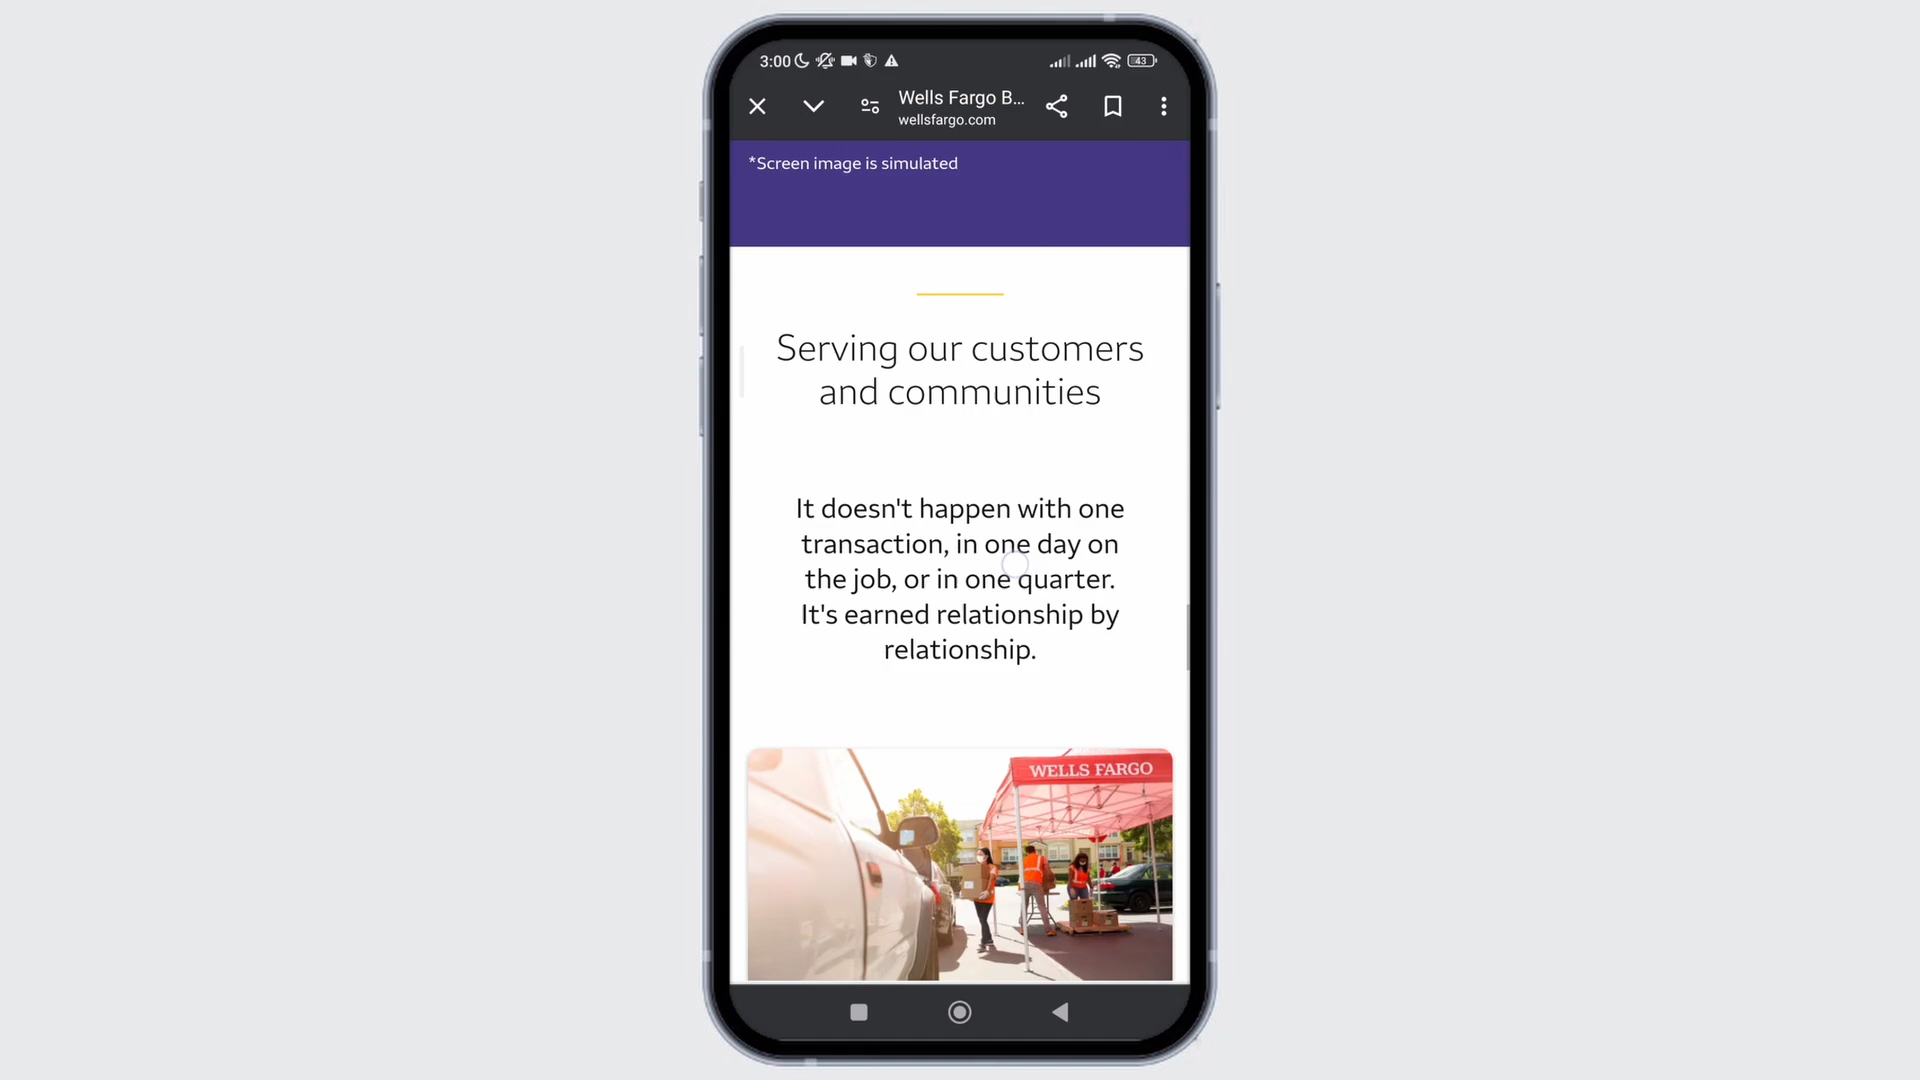 3:00
43
Wells Fargo B...
wellsfargo.com
*Screen image is simulated
Serving our customers
and communities
It doesn't happen with one
transaction, in one day on
the job, or in one quarter.
It's earned relationship by
relationship.
WELLS FARGO